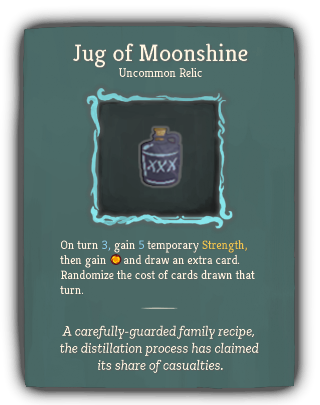 Jug of Moonshine
Uncommon Relic
XXX
On turn 3, gain 5 temporary Strength,
then gain and draw an extra card.
Randomize the cost of cards drawn that
turn.
A carefully-guarded family recipe,
the distillation process has claimed
its share of casualties.